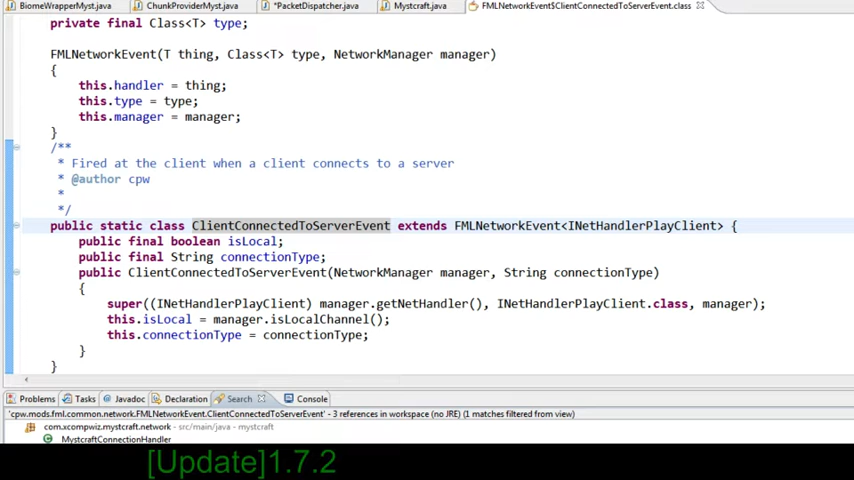 BiomeWrapperMyst.java ChunkProviderMyst.java *PacketDispatcher.java Mystcraft.java FMLNetworkEvent$ClientConnectedToServerEvent.class
private final Class<T> type;
FMLNetworkEvent(T thing, Class<T> type, NetworkManager manager)
{
this.handler = thing;
this.type = type;
this.manager = manager;
}
/**
* Fired at the client when a client connects to a server
* @author cpw
*
*/
public static class ClientConnectedToServerEvent extends FMLNetworkEvent<INetHandlerPlayClient> {
public final boolean isLocal;
public final String connectionType;
public ClientConnectedToServerEvent(NetworkManager manager, String connectionType)
{
super((INetHandlerPlayClient) manager.getNetHandler(), INetHandlerPlayClient.class, manager);
this.isLocal = manager.isLocalChannel();
this.connectionType = connectionType;
}
}
Problems Tasks @ Javadoc Declaration Search Console
'cpw.mods.fml.common.network.FMLNetworkEvent.ClientConnectedToServerEvent' - 3 references in workspace (no JRE) (1 matches filtered from view)
com.xcompwiz.mystcraft.network - src/main/java - mystcraft
MystcraftConnectionHandler
[Update]1.7.2